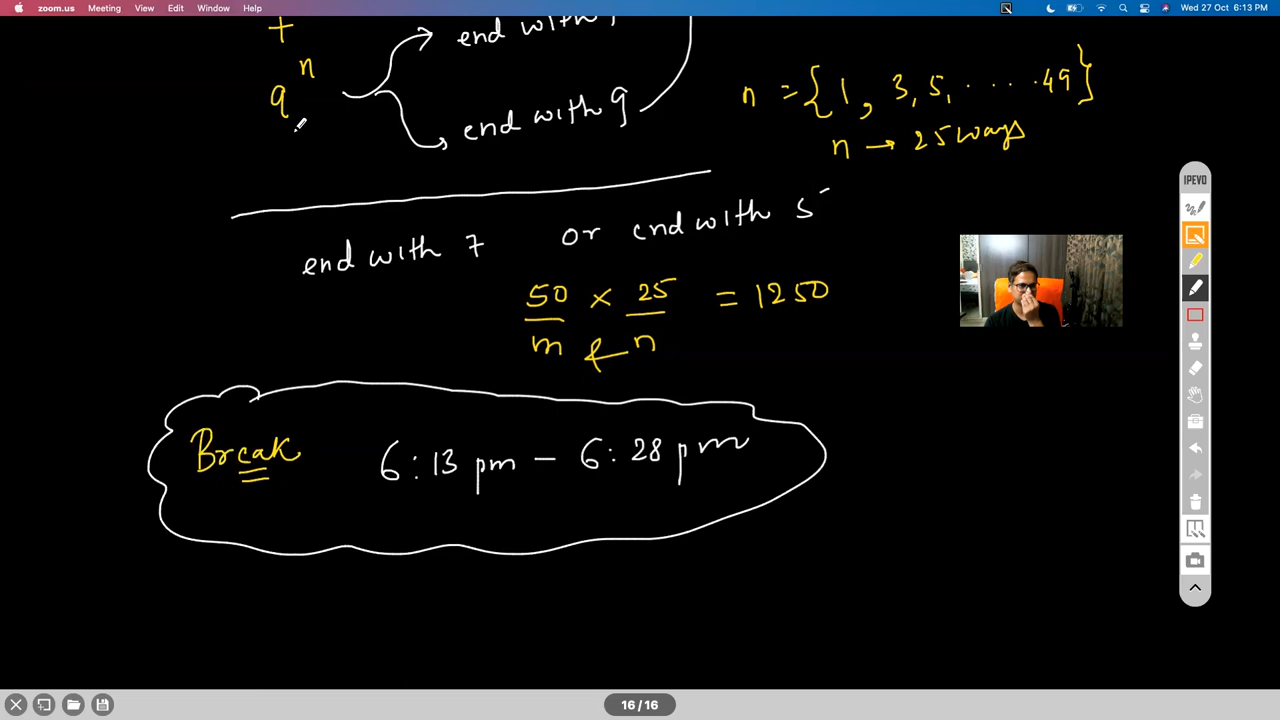 zoom.us Meeting View Edit Window Help Wed 27 Oct 6:13 PM
+ end with
9^n end with 9
n = {1, 3, 5, ..... 49}
n → 25 ways
end with 7 or end with 5
50 × 25 = 1250
m ← n
Break 6:13 pm – 6:28 pm
IPEVO
16/16